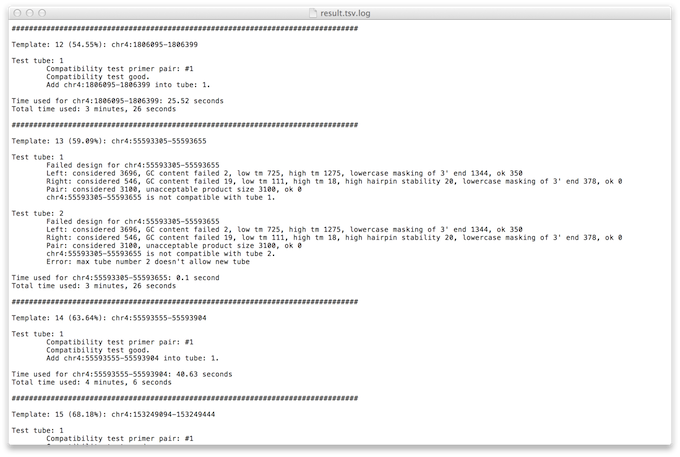 result.tsv.log
################################################################################
Template: 12 (54.55%): chr4:1806095-1806399
Test tube: 1
Compatibility test primer pair: #1
Compatibility test good.
Add chr4:1806095-1806399 into tube: 1.
Time used for chr4:1806095-1806399: 25.52 seconds
Total time used: 3 minutes, 26 seconds
################################################################################
Template: 13 (59.09%): chr4:55593305-55593655
Test tube: 1
Failed design for chr4:55593305-55593655
Left: considered 3696, GC content failed 2, low tm 725, high tm 1275, lowercase masking of 3' end 1344, ok 350
Right: considered 546, GC content failed 19, low tm 111, high tm 18, high hairpin stability 20, lowercase masking of 3' end 378, ok 0
Pair: considered 3100, unacceptable product size 3100, ok 0
chr4:55593305-55593655 is not compatible with tube 1.
Test tube: 2
Failed design for chr4:55593305-55593655
Left: considered 3696, GC content failed 2, low tm 725, high tm 1275, lowercase masking of 3' end 1344, ok 350
Right: considered 546, GC content failed 19, low tm 111, high tm 18, high hairpin stability 20, lowercase masking of 3' end 378, ok 0
Pair: considered 3100, unacceptable product size 3100, ok 0
chr4:55593305-55593655 is not compatible with tube 2.
Error: max tube number 2 doesn't allow new tube
Time used for chr4:55593305-55593655: 0.1 second
Total time used: 3 minutes, 26 seconds
################################################################################
Template: 14 (63.64%): chr4:55593555-55593904
Test tube: 1
Compatibility test primer pair: #1
Compatibility test good.
Add chr4:55593555-55593904 into tube: 1.
Time used for chr4:55593555-55593904: 40.63 seconds
Total time used: 4 minutes, 6 seconds
################################################################################
Template: 15 (68.18%): chr4:153249094-153249444
Test tube: 1
Compatibility test primer pair: #1